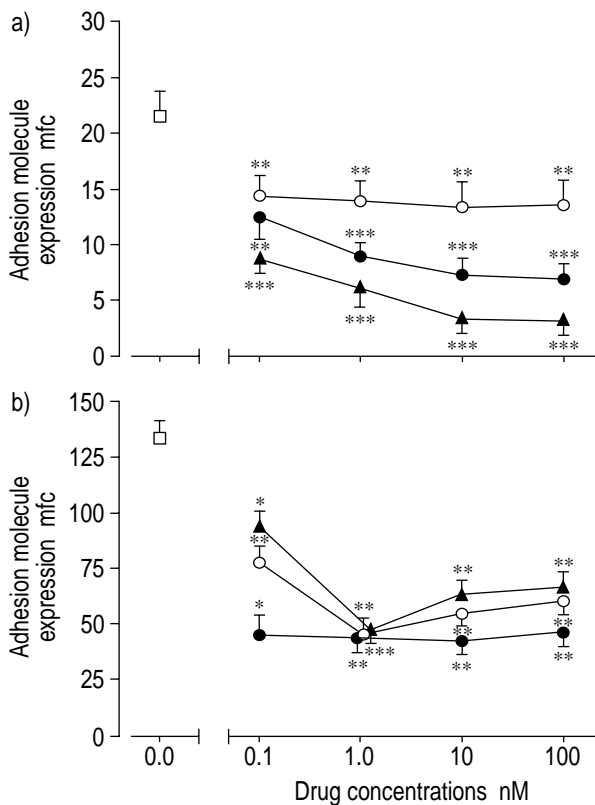 a)
Adhesion molecule
expression mfc
30
25
20
15
10
5
0
** ** ** **
** *** *** ***
*** *** *** ***
b)
Adhesion molecule
expression mfc
150
125
100
75
50
25
0
* ** ** **
** ** **
* ** *** ** **
0.0 0.1 1.0 10 100
Drug concentrations nM